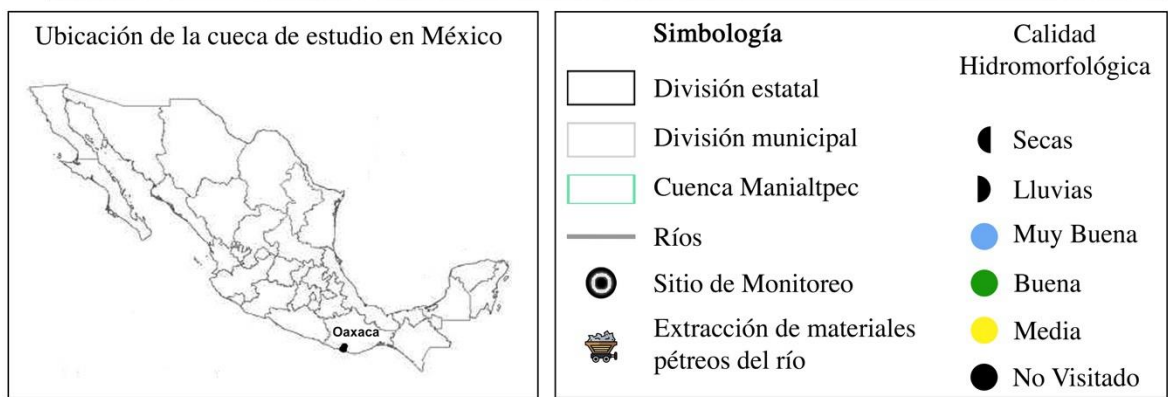 Ubicación de la cueca de estudio en México
Oaxaca
Simbología
División estatal
División municipal
Cuenca Manialtpec
Ríos
Sitio de Monitoreo
Extracción de materiales
pétreos del río
Calidad
Hidromorfológica
Secas
Lluvias
Muy Buena
Buena
Media
No Visitado